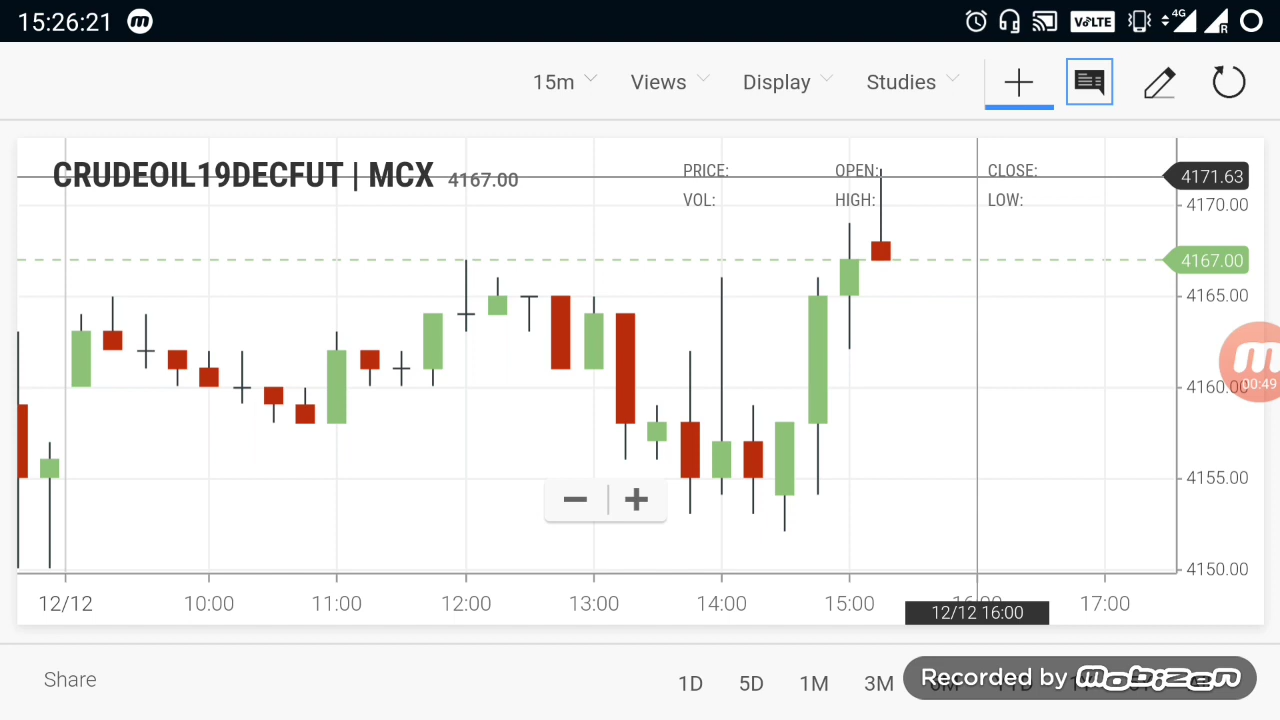 15:26:21
VoLTE 4G R
15m Views Display Studies
CRUDEOIL19DECFUT | MCX 4167.00
PRICE: OPEN: CLOSE:
VOL: HIGH: LOW:
4171.63
4170.00
4167.00
4165.00
4160.00
00:49
4155.00
4150.00
12/12 10:00 11:00 12:00 13:00 14:00 15:00 16:00 17:00
12/12 16:00
Share 1D 5D 1M 3M
Recorded by mobizen